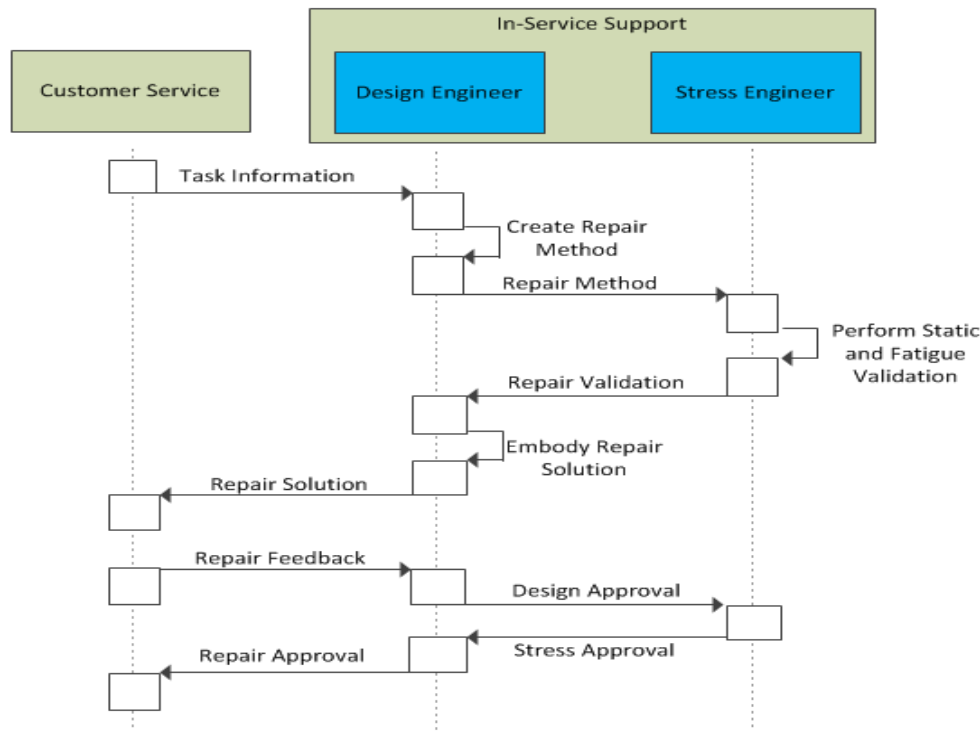 In-Service Support
Customer Service
Design Engineer
Stress Engineer
Task Information
Create Repair
Method
Repair Method
Perform Static
and Fatigue
Validation
Repair Validation
Embody Repair
Solution
Repair Solution
Repair Feedback
Design Approval
Stress Approval
Repair Approval